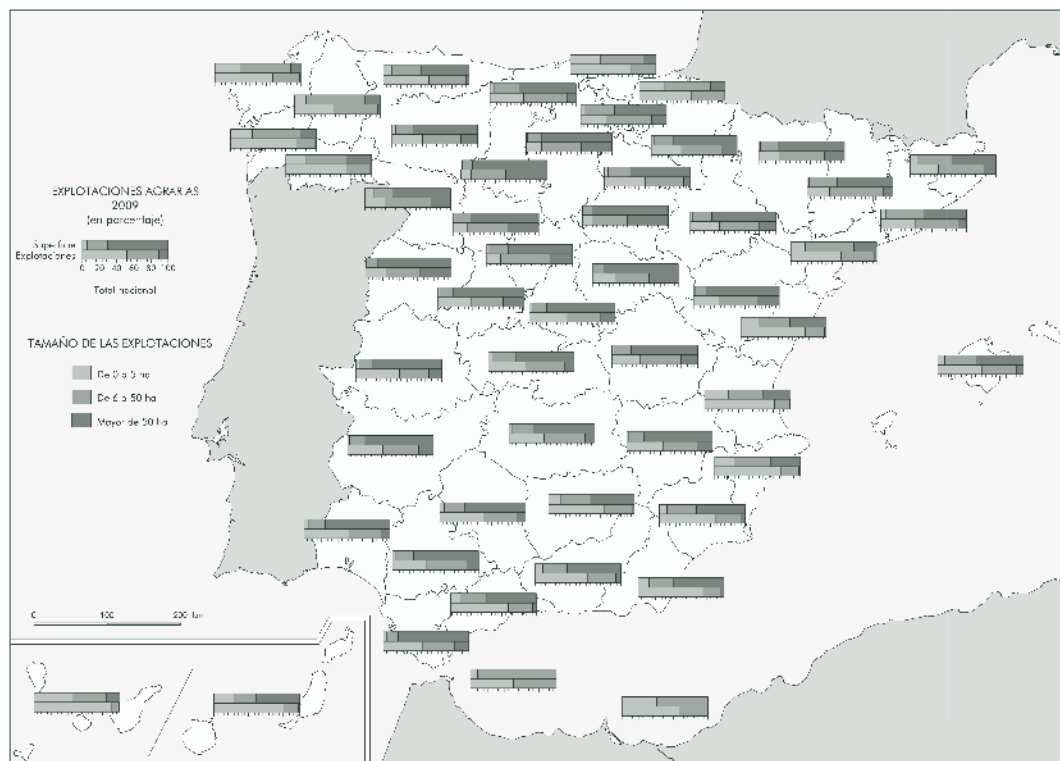 EXPLOTACIONES AGRARIAS
2009
(en porcentaje)
Superficie
Explotaciones
0 20 40 60 80 100
Total nacional
TAMAÑO DE LAS EXPLOTACIONES
De 0 a 5 ha
De 6 a 50 ha
Mayor de 50 ha
0 100 200 km